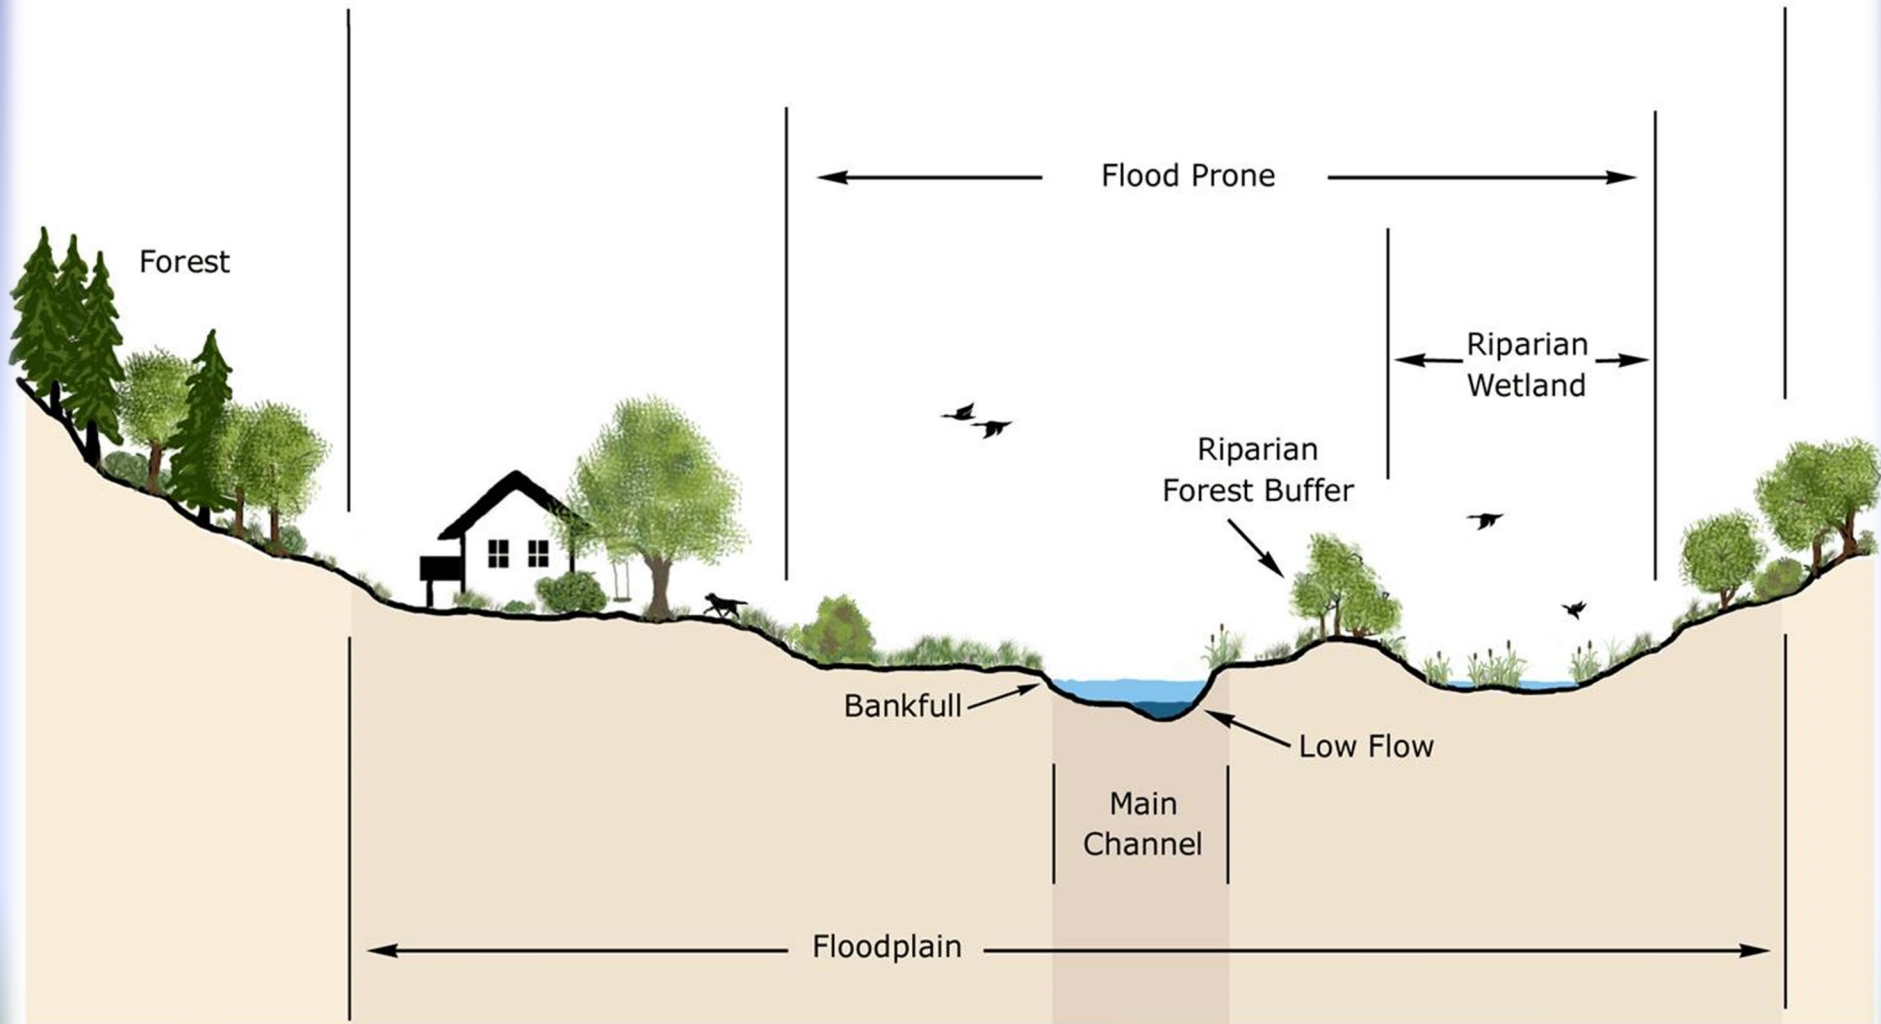 Flood Prone
Forest
Riparian
Wetland
Riparian
Forest Buffer
Bankfull
Low Flow
Main
Channel
Floodplain